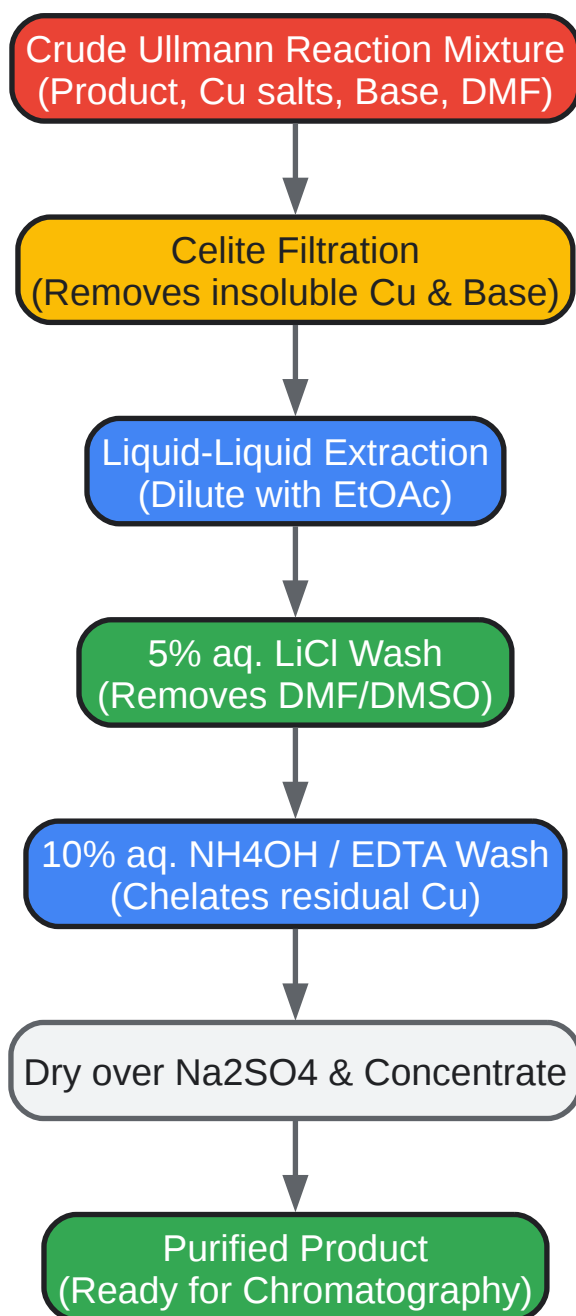 Crude Ullmann Reaction Mixture
(Product, Cu salts, Base, DMF)
Celite Filtration
(Removes insoluble Cu & Base)
Liquid-Liquid Extraction
(Dilute with EtOAc)
5% aq. LiCl Wash
(Removes DMF/DMSO)
10% aq. NH4OH / EDTA Wash
(Chelates residual Cu)
Dry over Na2SO4 & Concentrate
Purified Product
(Ready for Chromatography)